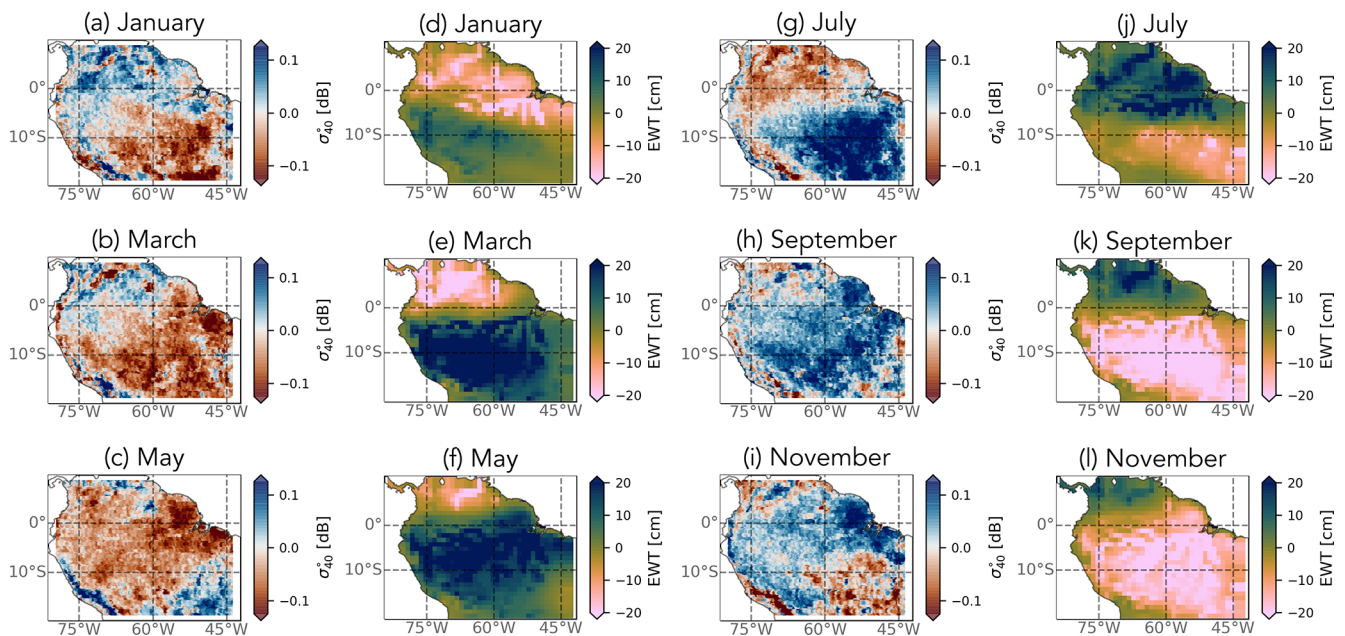 (a) January
0.1
0.0
−0.1
σ°40 [dB]
0°
10°S
75°W 60°W 45°W
(d) January
20
10
0
−10
−20
EWT [cm]
0°
10°S
75°W 60°W 45°W
(g) July
0.1
0.0
−0.1
σ°40 [dB]
0°
10°S
75°W 60°W 45°W
(j) July
20
10
0
−10
−20
EWT [cm]
0°
10°S
75°W 60°W 45°W
(b) March
0.1
0.0
−0.1
σ°40 [dB]
0°
10°S
75°W 60°W 45°W
(e) March
20
10
0
−10
−20
EWT [cm]
0°
10°S
75°W 60°W 45°W
(h) September
0.1
0.0
−0.1
σ°40 [dB]
0°
10°S
75°W 60°W 45°W
(k) September
20
10
0
−10
−20
EWT [cm]
0°
10°S
75°W 60°W 45°W
(c) May
0.1
0.0
−0.1
σ°40 [dB]
0°
10°S
75°W 60°W 45°W
(f) May
20
10
0
−10
−20
EWT [cm]
0°
10°S
75°W 60°W 45°W
(i) November
0.1
0.0
−0.1
σ°40 [dB]
0°
10°S
75°W 60°W 45°W
(l) November
20
10
0
−10
−20
EWT [cm]
0°
10°S
75°W 60°W 45°W